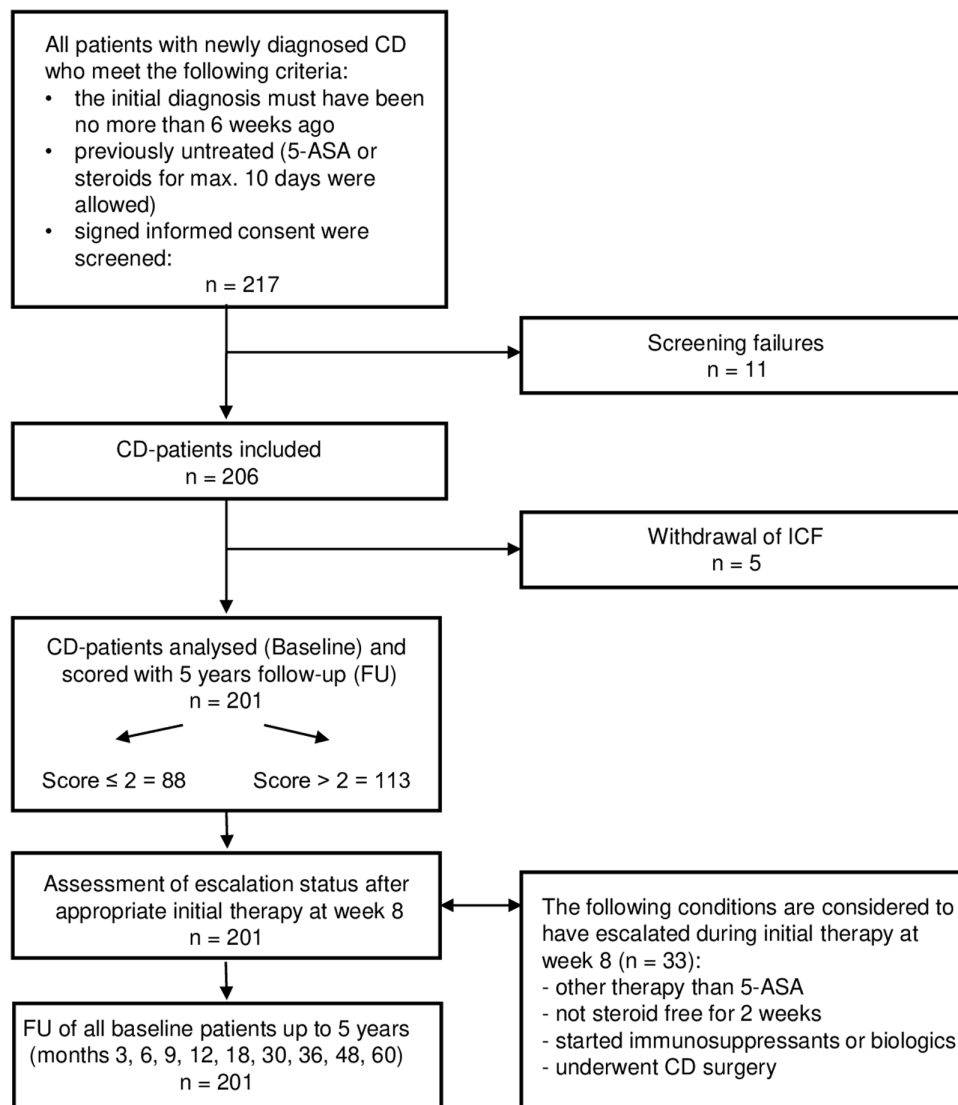 All patients with newly diagnosed CD
who meet the following criteria:
• the initial diagnosis must have been
no more than 6 weeks ago
• previously untreated (5-ASA or
steroids for max. 10 days were
allowed)
• signed informed consent were
screened:
n = 217
Screening failures
n = 11
CD-patients included
n = 206
Withdrawal of ICF
n = 5
CD-patients analysed (Baseline) and
scored with 5 years follow-up (FU)
n = 201
Score ≤ 2 = 88
Score > 2 = 113
Assessment of escalation status after
appropriate initial therapy at week 8
n = 201
The following conditions are considered to
have escalated during initial therapy at
week 8 (n = 33):
- other therapy than 5-ASA
- not steroid free for 2 weeks
- started immunosuppressants or biologics
- underwent CD surgery
FU of all baseline patients up to 5 years
(months 3, 6, 9, 12, 18, 30, 36, 48, 60)
n = 201